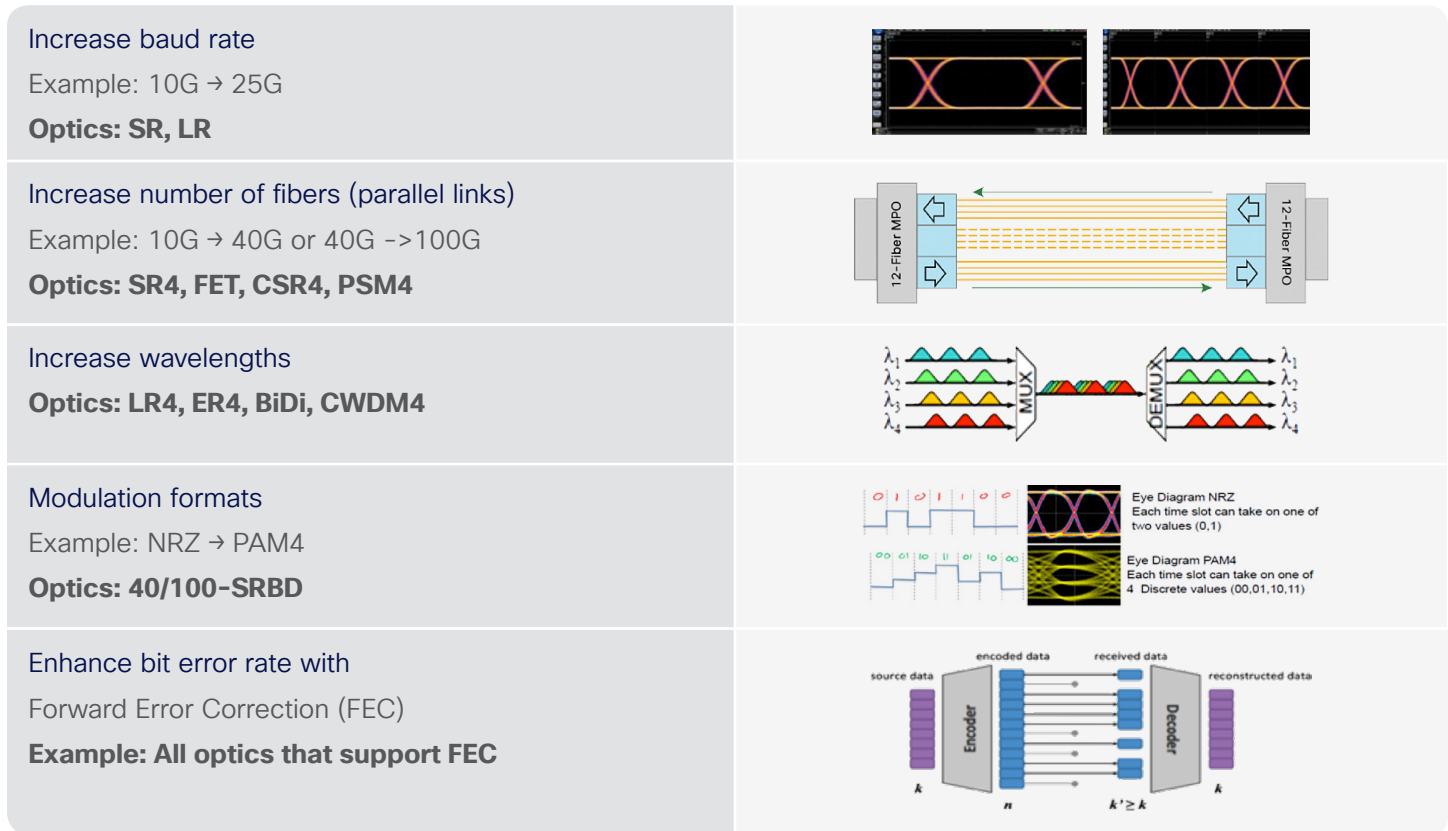 Increase baud rate
Example: 10G → 25G
Optics: SR, LR
Increase number of fibers (parallel links)
Example: 10G → 40G or 40G ->100G
Optics: SR4, FET, CSR4, PSM4
12-Fiber MPO
12-Fiber MPO
Increase wavelengths
Optics: LR4, ER4, BiDi, CWDM4
λ1
λ2
λ3
λ4
MUX
DEMUX
λ1
λ2
λ3
λ4
Modulation formats
Example: NRZ → PAM4
Optics: 40/100-SRBD
0 1 0 1 1 0 0
Eye Diagram NRZ
Each time slot can take on one of
two values (0,1)
00 01 10 11 01 10 00
Eye Diagram PAM4
Each time slot can take on one of
4 Discrete values (00,01,10,11)
Enhance bit error rate with
Forward Error Correction (FEC)
Example: All optics that support FEC
encoded data
received data
source data
reconstructed data
Encoder
Decoder
k
n
k' ≥ k
k